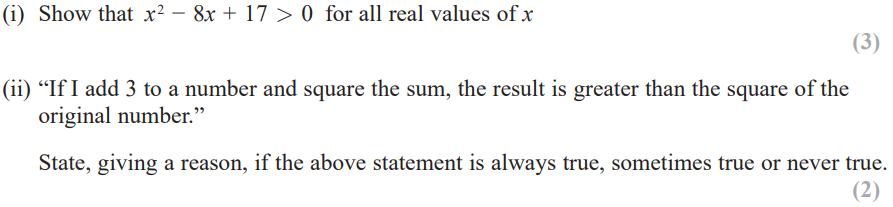 (i) Show that x² − 8x + 17 > 0 for all real values of x
(3)
(ii) “If I add 3 to a number and square the sum, the result is greater than the square of the
original number.”
State, giving a reason, if the above statement is always true, sometimes true or never true.
(2)